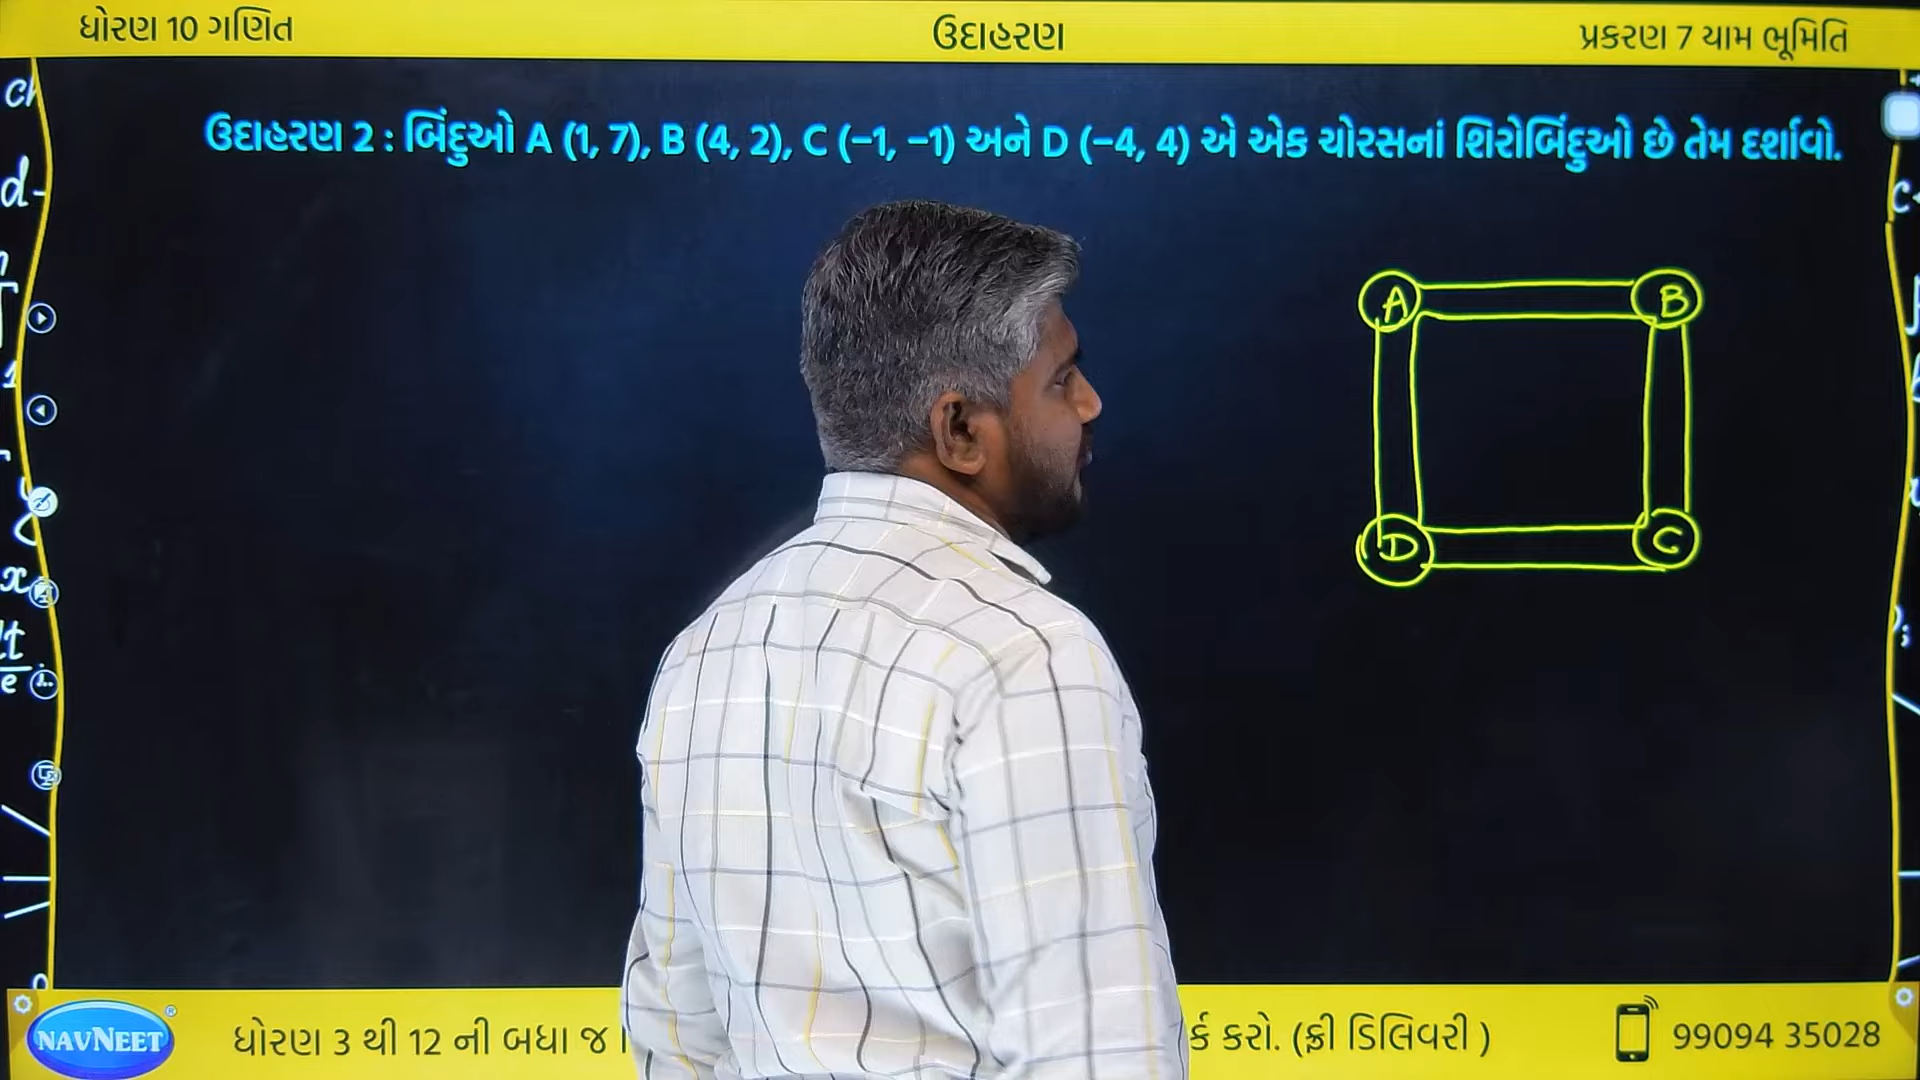 ધોરણ 10 ગણિત
ઉદાહરણ
પ્રકરણ 7 યામ ભૂમિતિ
ઉદાહરણ 2 : બિંદુઓ A (1, 7), B (4, 2), C (−1, −1) અને D (−4, 4) એ એક ચોરસનાં શિરોબિંદુઓ છે તેમ દર્શાવો.
A B
D C
NAVNEET®
ધોરણ 3 થી 12 ની બધા જ
કરો. (ફ્રી ડિલિવરી )
99094 35028